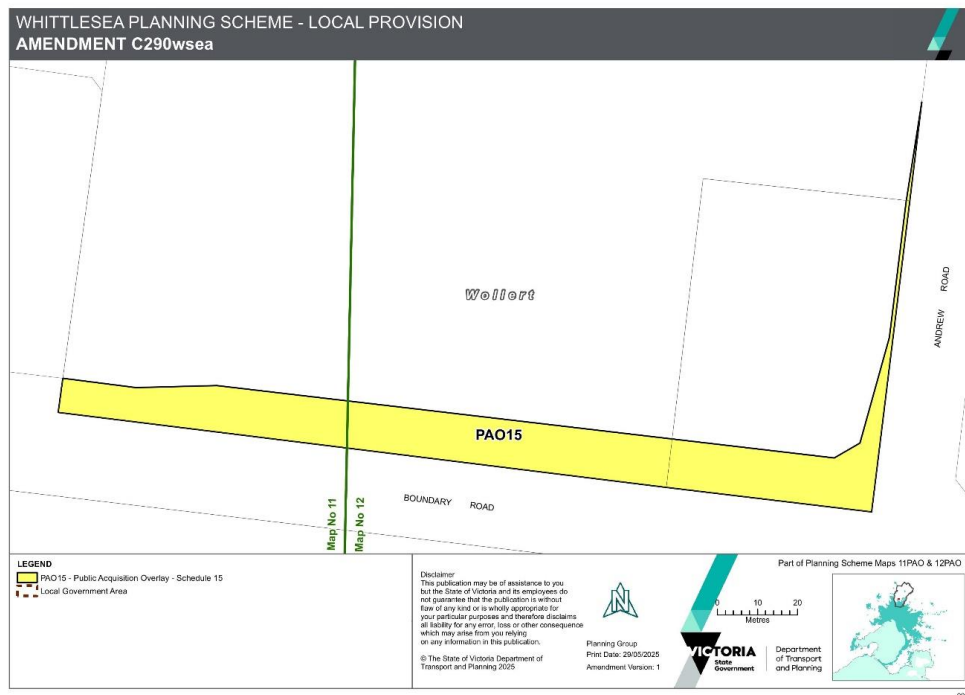 WHITTLESEA PLANNING SCHEME - LOCAL PROVISION
AMENDMENT C290wsea
Wollert
ANDREW ROAD
PAO15
BOUNDARY ROAD
Map No 11
Map No 12
LEGEND
PAO15 - Public Acquisition Overlay - Schedule 15
Local Government Area
Disclaimer
This publication may be of assistance to you
but the State of Victoria and its employees do
not guarantee that the publication is without
flaw of any kind or is wholly appropriate for
your particular purposes and therefore disclaims
all liability for any error, loss or other consequence
which may arise from you relying
on any information in this publication.
© The State of Victoria Department of
Transport and Planning 2025
N
Planning Group
Print Date: 29/05/2025
Amendment Version: 1
0 10 20
Metres
VICTORIA
State
Government
Department
of Transport
and Planning
Part of Planning Scheme Maps 11PAO & 12PAO